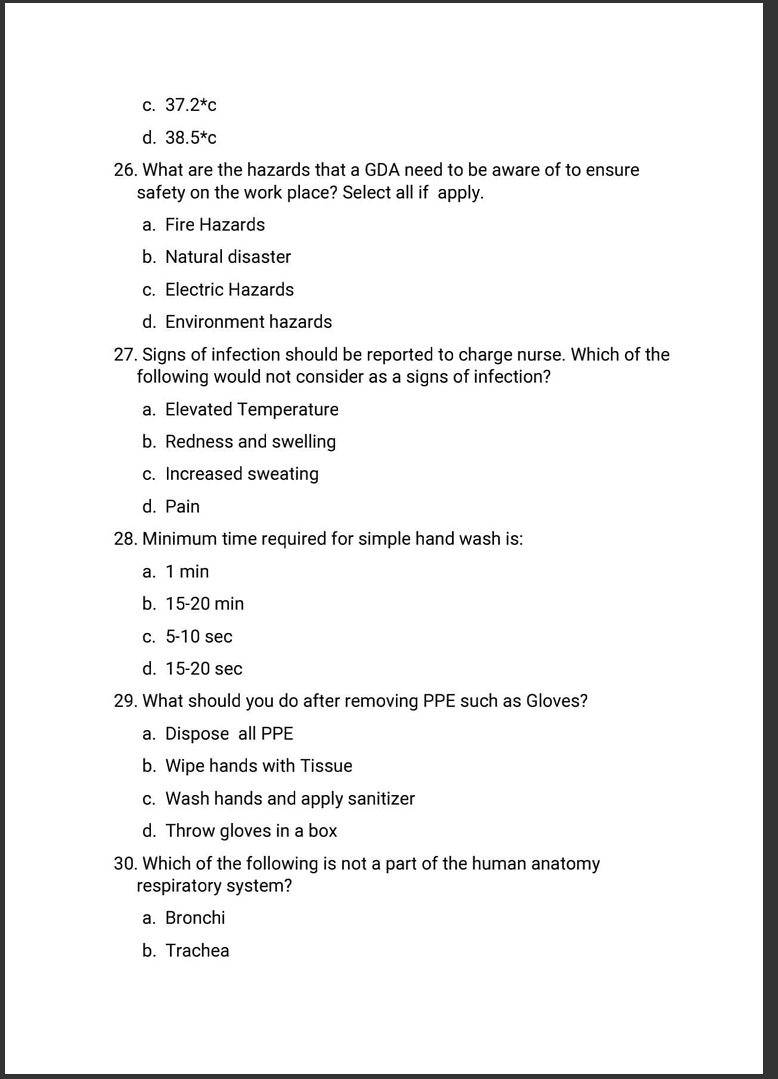 c. 37.2*c
d. 38.5*c
26. What are the hazards that a GDA need to be aware of to ensure
safety on the work place? Select all if  apply.
a. Fire Hazards
b. Natural disaster
c. Electric Hazards
d. Environment hazards
27. Signs of infection should be reported to charge nurse. Which of the
following would not consider as a signs of infection?
a. Elevated Temperature
b. Redness and swelling
c. Increased sweating
d. Pain
28. Minimum time required for simple hand wash is:
a. 1 min
b. 15-20 min
c. 5-10 sec
d. 15-20 sec
29. What should you do after removing PPE such as Gloves?
a. Dispose  all PPE
b. Wipe hands with Tissue
c. Wash hands and apply sanitizer
d. Throw gloves in a box
30. Which of the following is not a part of the human anatomy
respiratory system?
a. Bronchi
b. Trachea